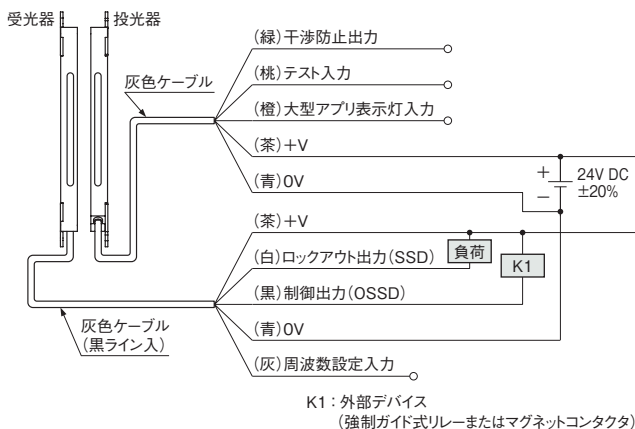 受光器
投光器
灰色ケーブル
(緑)干渉防止出力
(桃)テスト入力
(橙)大型アプリ表示灯入力
(茶)+V
(青)0V
+
−
24V DC
±20%
(茶)+V
(白)ロックアウト出力(SSD)
負荷
K1
(黒)制御出力(OSSD)
(青)0V
(灰)周波数設定入力
灰色ケーブル
(黒ライン入)
K1:外部デバイス
(強制ガイド式リレーまたはマグネットコンタクタ)